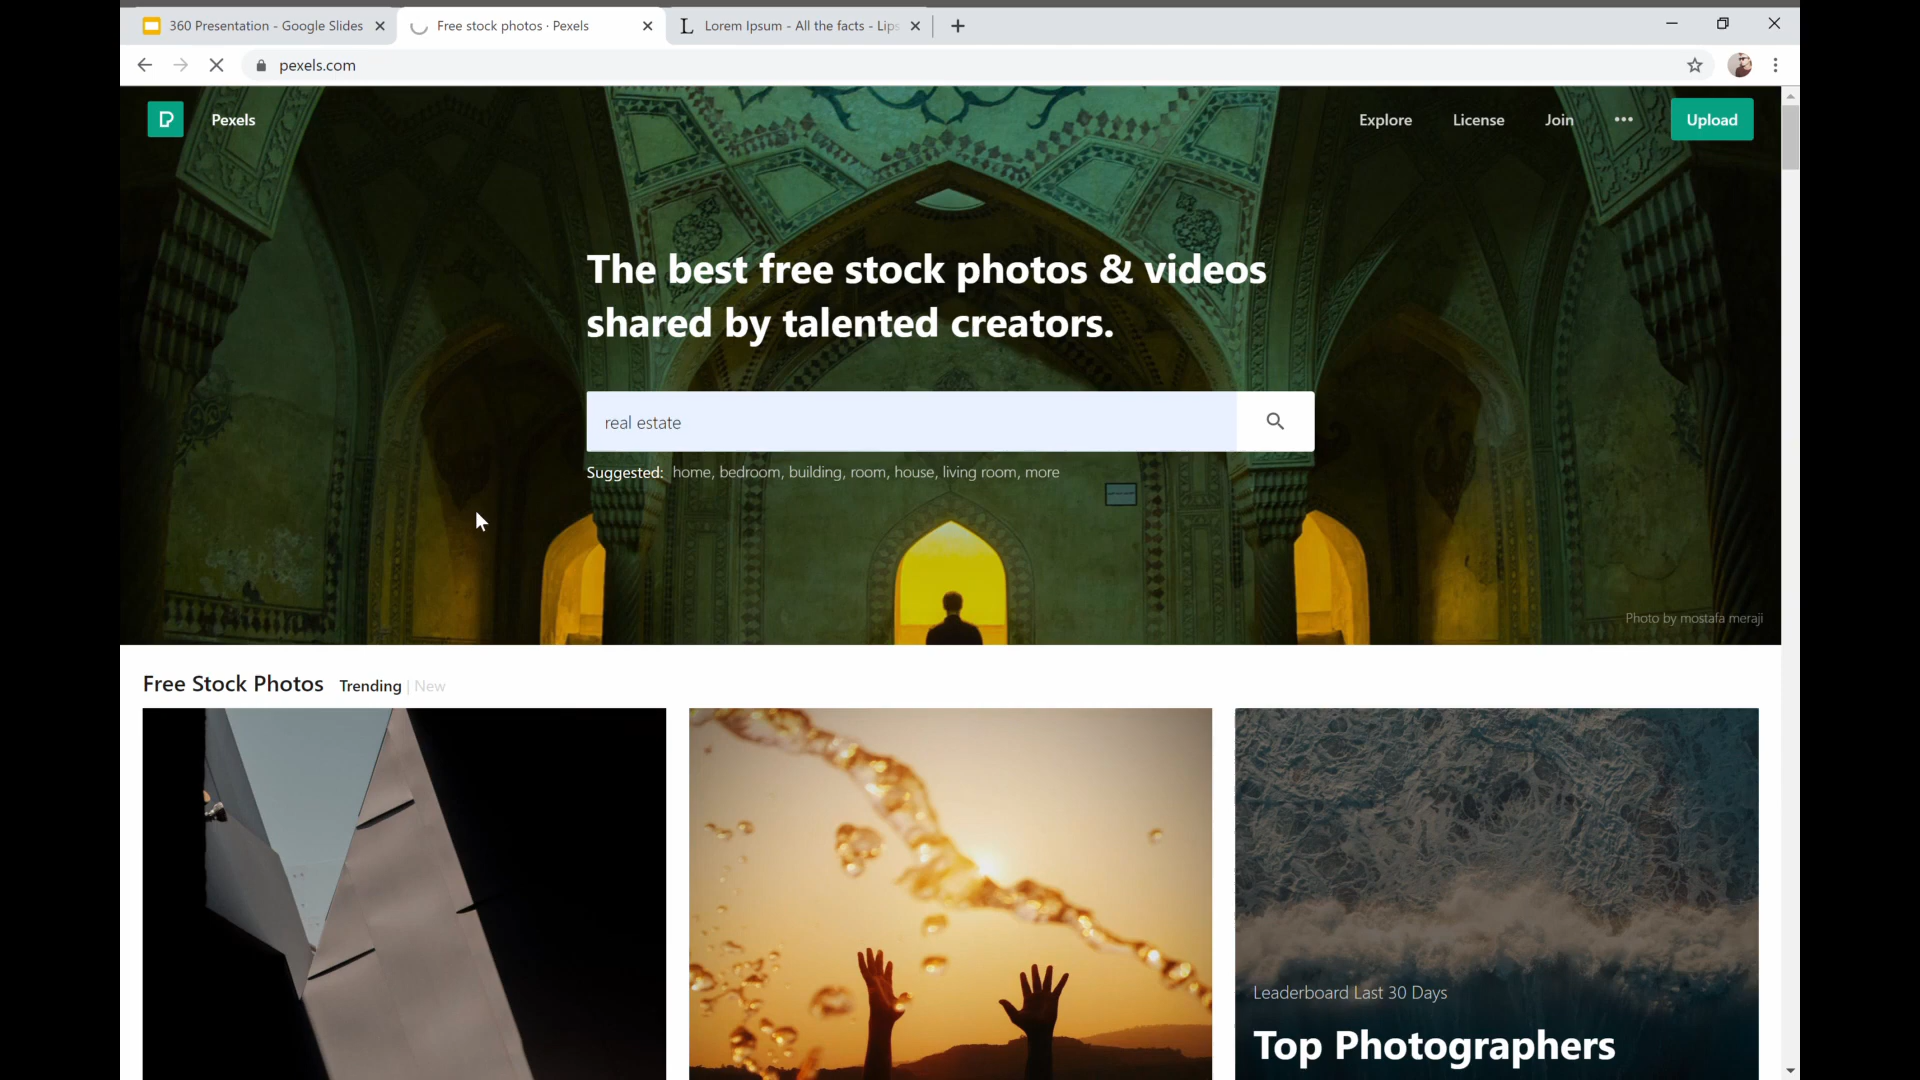 360 Presentation - Google Slides
Free stock photos · Pexels
Lorem Ipsum - All the facts - Lips
pexels.com
Pexels
Explore
License
Join
Upload
The best free stock photos & videos
shared by talented creators.
real estate
Suggested: home, bedroom, building, room, house, living room, more
Photo by mostafa meraji
Free Stock Photos Trending | New
Leaderboard Last 30 Days
Top Photographers